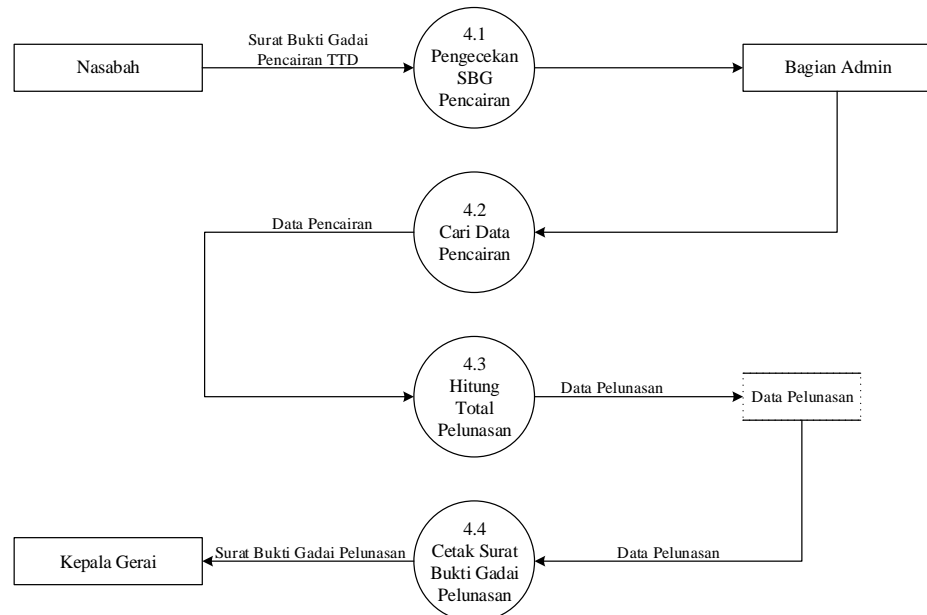 Nasabah
Surat Bukti Gadai
Pencairan TTD
4.1
Pengecekan
SBG
Pencairan
Bagian Admin
Data Pencairan
4.2
Cari Data
Pencairan
4.3
Hitung
Total
Pelunasan
Data Pelunasan
Data Pelunasan
Kepala Gerai
Surat Bukti Gadai Pelunasan
4.4
Cetak Surat
Bukti Gadai
Pelunasan
Data Pelunasan